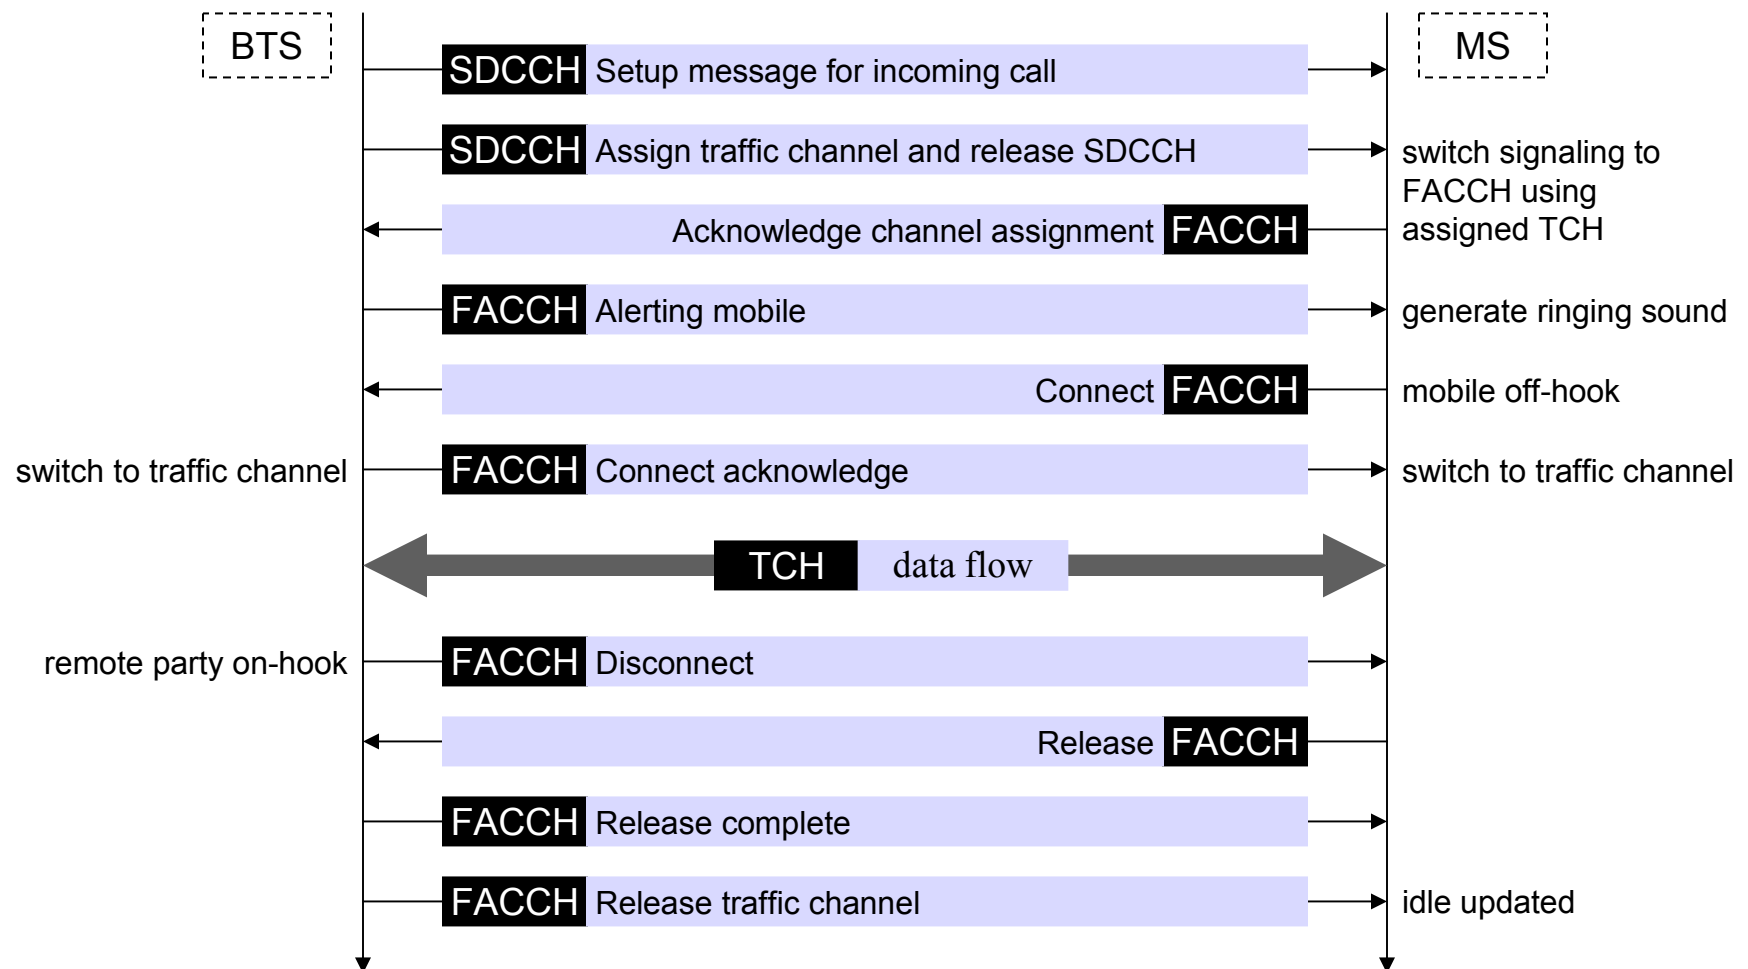 BTS
MS
SDCCH Setup message for incoming call
SDCCH Assign traffic channel and release SDCCH
switch signaling to
FACCH using
assigned TCH
Acknowledge channel assignment FACCH
FACCH Alerting mobile
generate ringing sound
Connect FACCH
mobile off-hook
switch to traffic channel
FACCH Connect acknowledge
switch to traffic channel
TCH data flow
remote party on-hook
FACCH Disconnect
Release FACCH
FACCH Release complete
FACCH Release traffic channel
idle updated